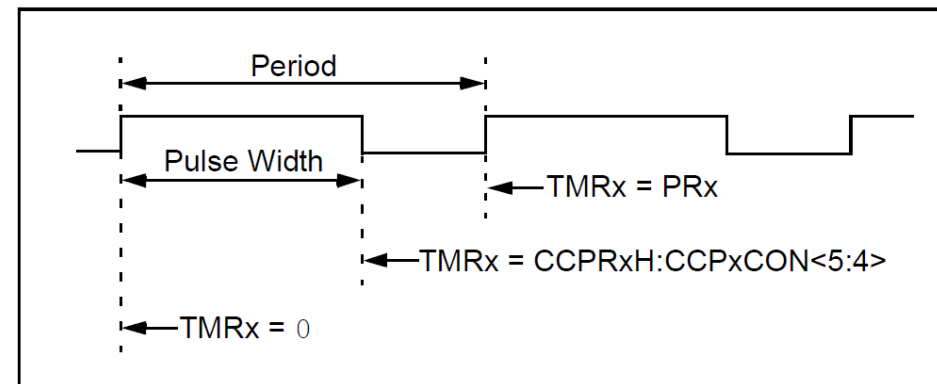 Period
Pulse Width
TMRx = PRx
TMRx = CCPRxH:CCPxCON<5:4>
TMRx = 0